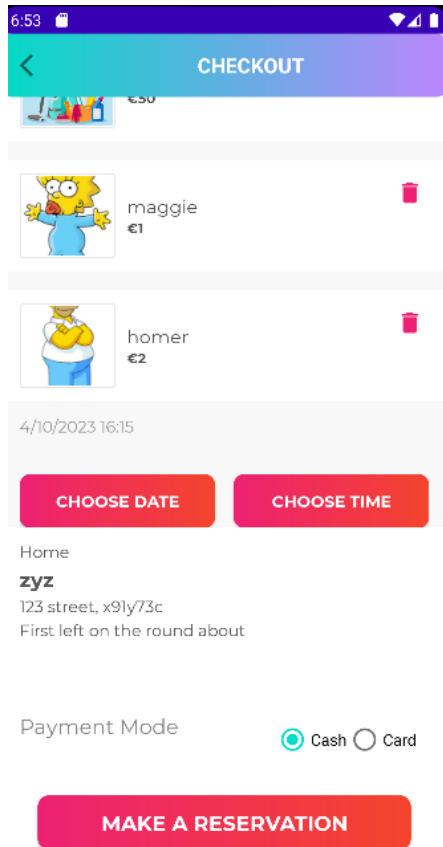 6:53
CHECKOUT
€50
maggie
€1
homer
€2
4/10/2023 16:15
CHOOSE DATE CHOOSE TIME
Home
zyz
123 street, x91y73c
First left on the round about
Payment Mode
Cash Card
MAKE A RESERVATION